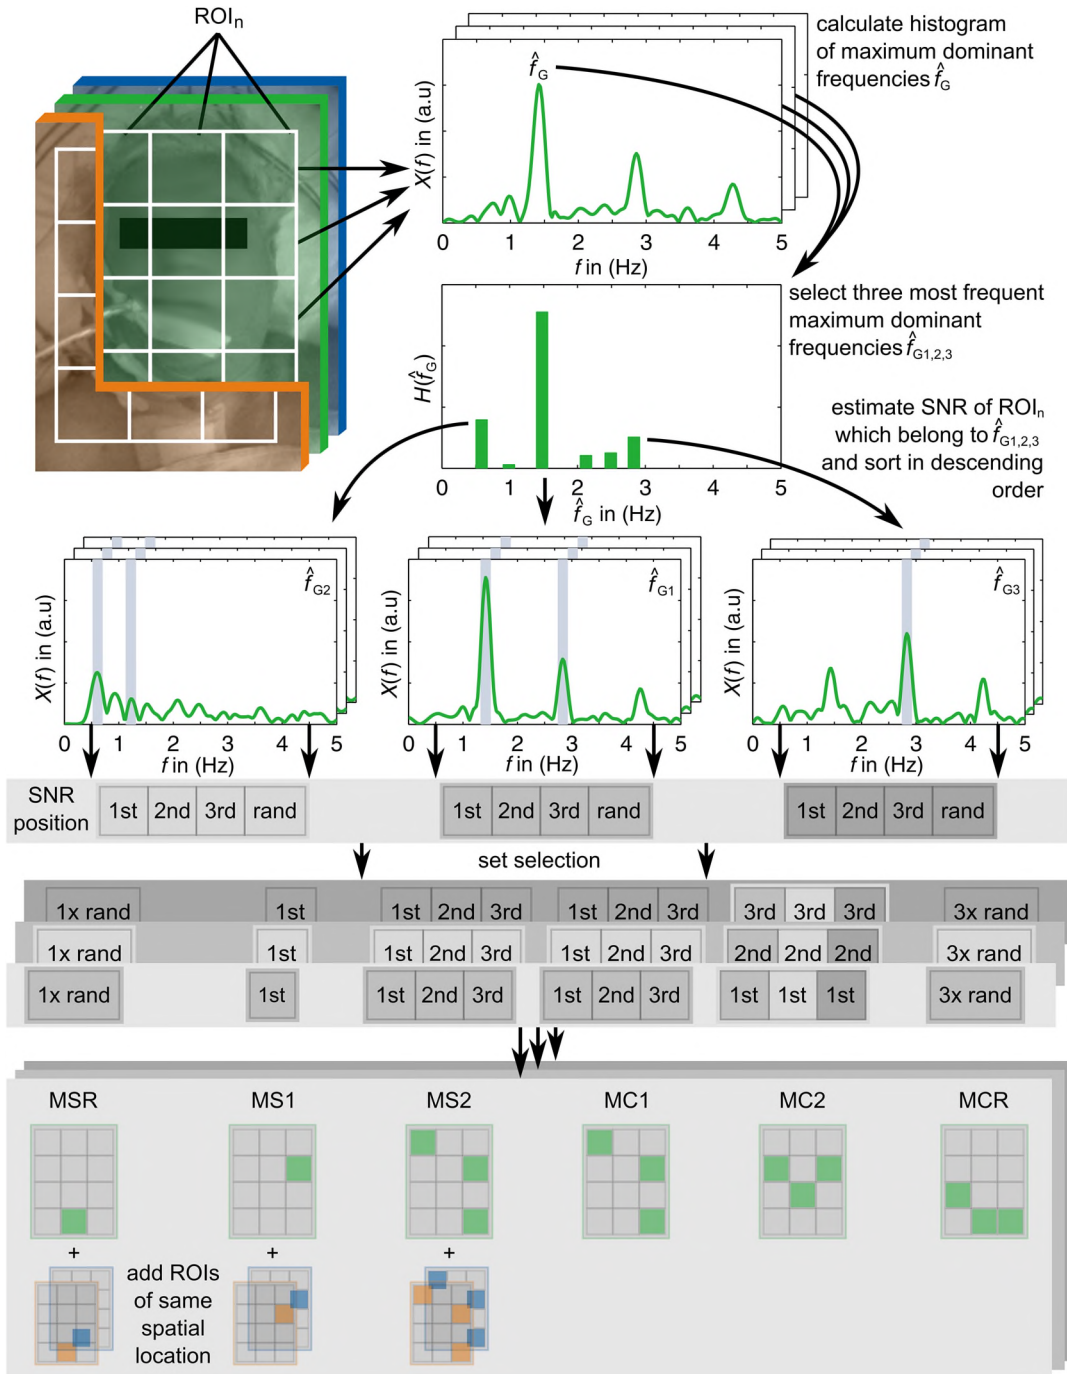 ROIn
calculate histogram
of maximum dominant
frequencies f̂G
f̂G
X(f) in (a.u)
0 1 2 3 4 5
f in (Hz)
select three most frequent
maximum dominant
frequencies f̂G1,2,3
H(f̂G)
0 1 2 3 4 5
f̂G in (Hz)
estimate SNR of ROIn
which belong to f̂G1,2,3
and sort in descending
order
f̂G2
X(f) in (a.u)
0 1 2 3 4 5
f in (Hz)
f̂G1
X(f) in (a.u)
0 1 2 3 4 5
f in (Hz)
f̂G3
X(f) in (a.u)
0 1 2 3 4 5
f in (Hz)
SNR
position
1st 2nd 3rd rand
1st 2nd 3rd rand
1st 2nd 3rd rand
set selection
1x rand 1st 1st 2nd 3rd 1st 2nd 3rd 3rd 3rd 3rd 3x rand
1x rand 1st 1st 2nd 3rd 1st 2nd 3rd 2nd 2nd 2nd 3x rand
1x rand 1st 1st 2nd 3rd 1st 2nd 3rd 1st 1st 1st 3x rand
MSR MS1 MS2 MC1 MC2 MCR
+ + +
add ROIs
of same
spatial
location